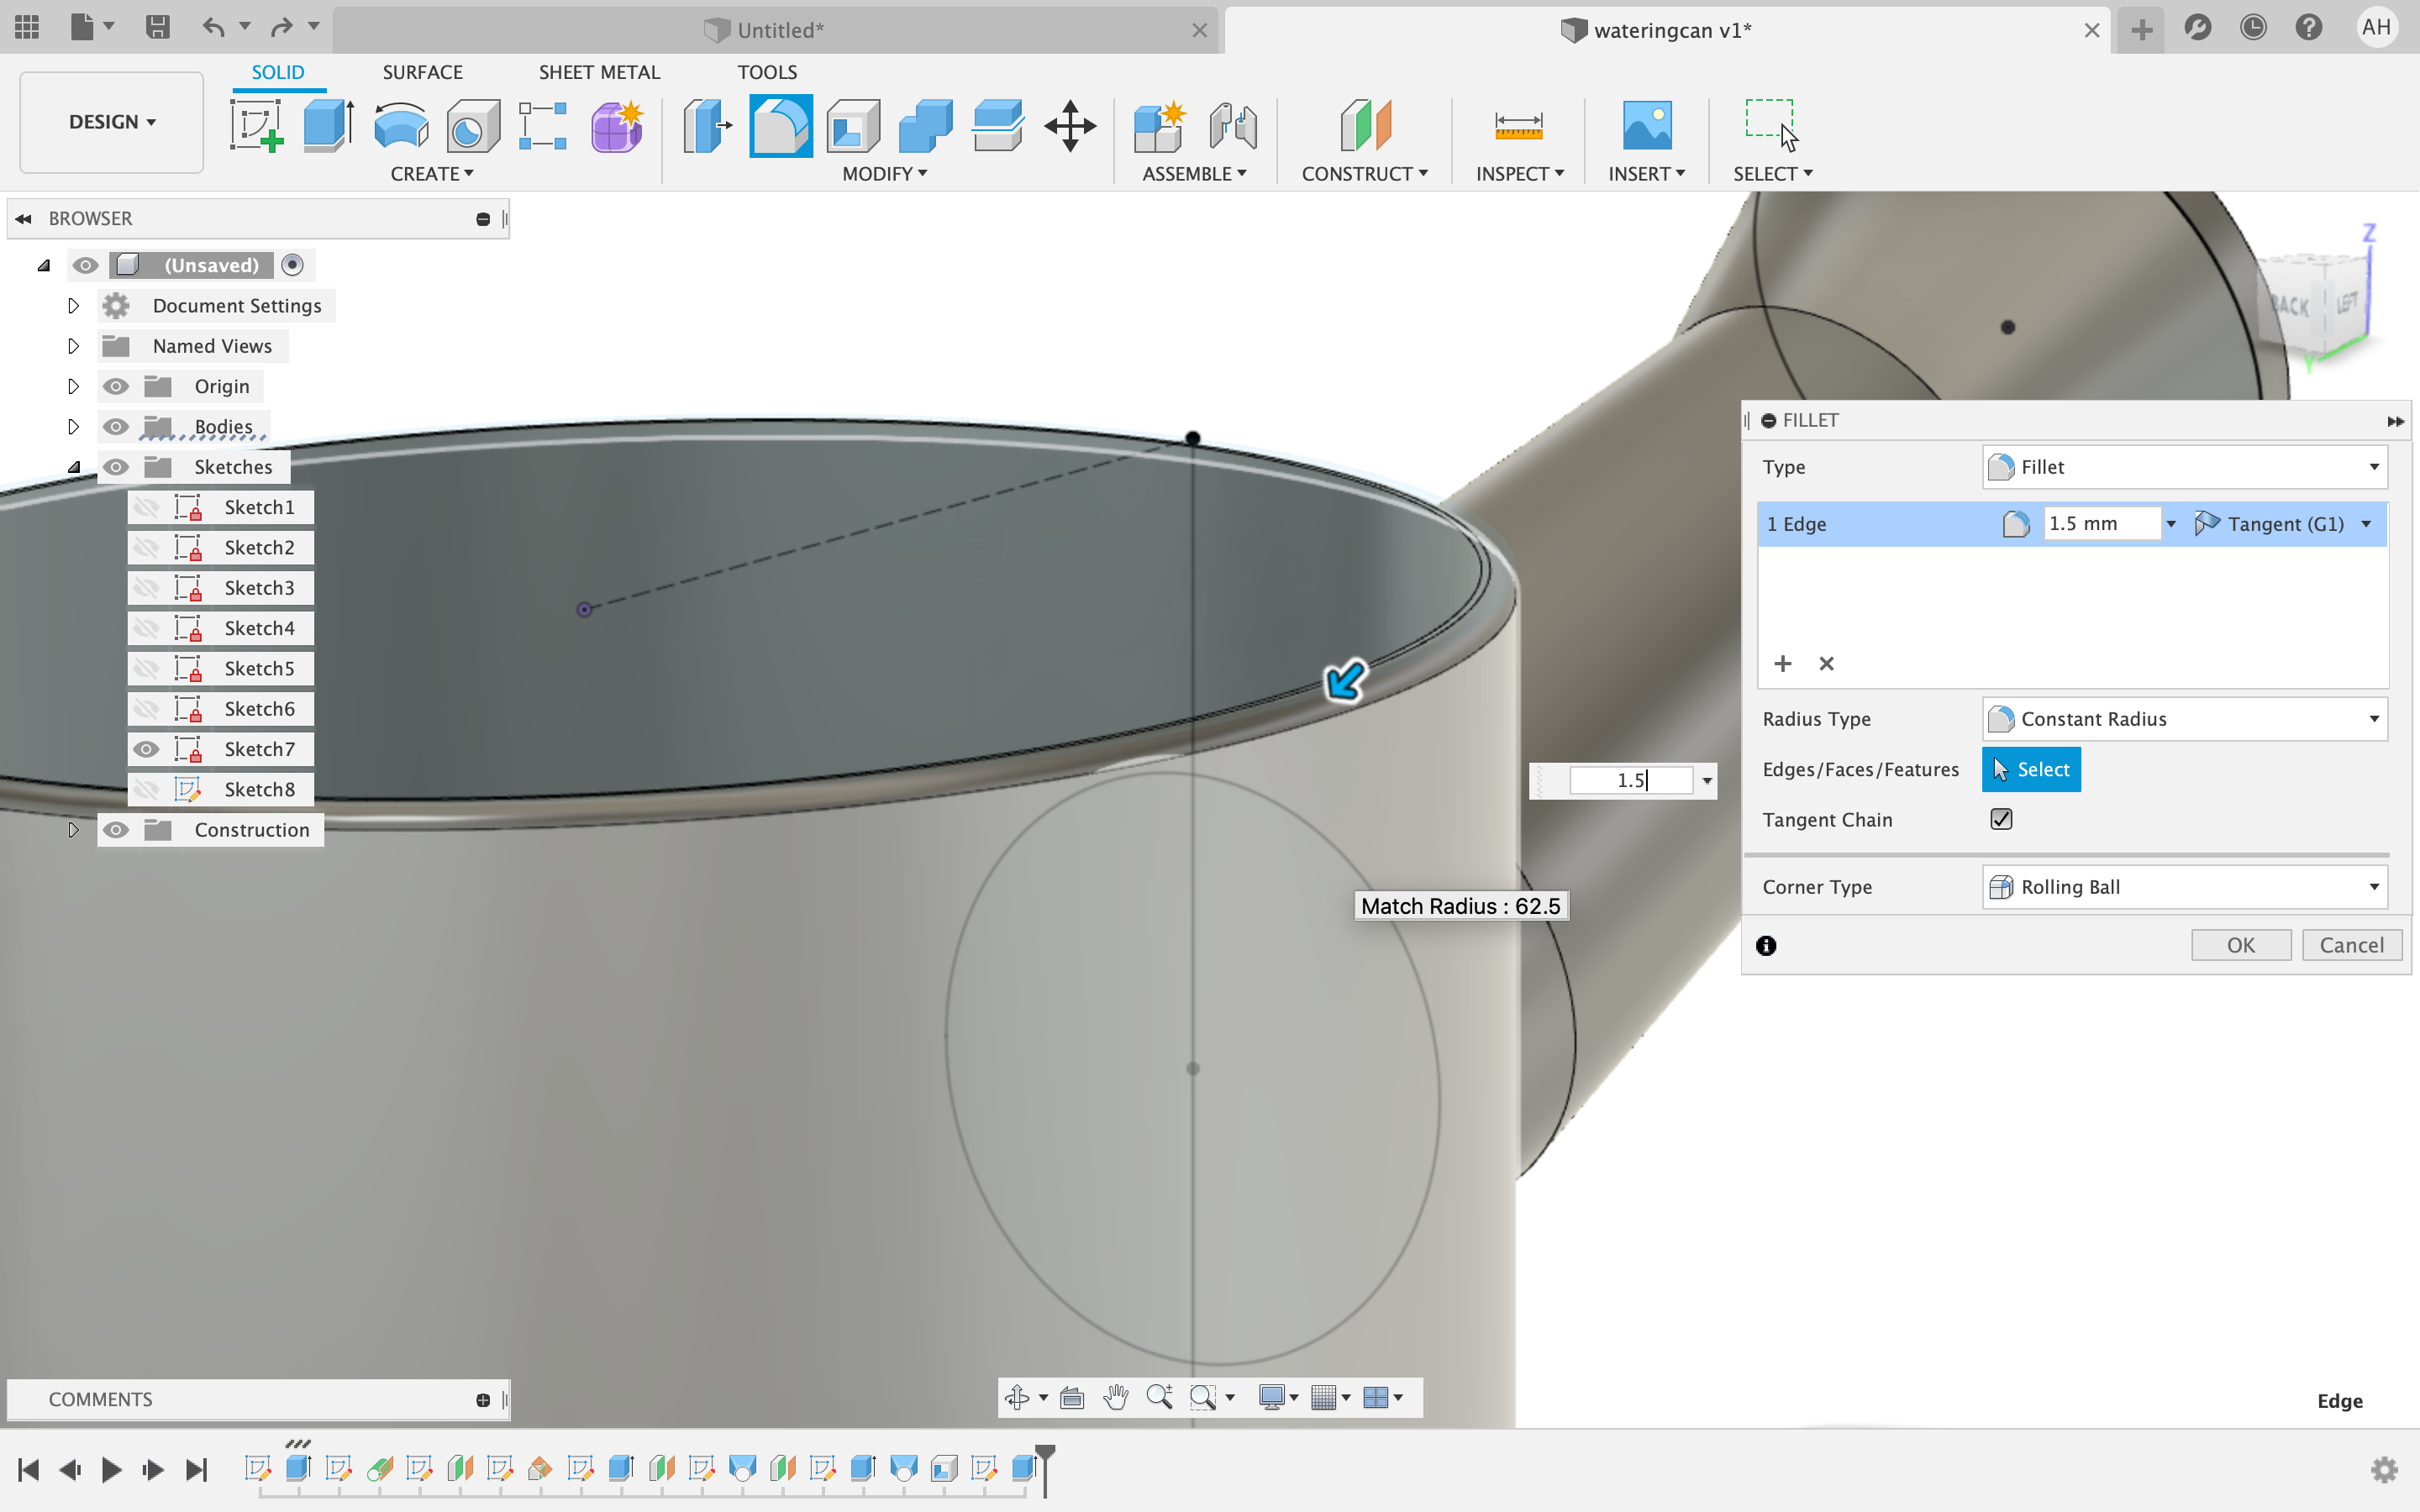 Untitled*
wateringcan v1*
AH
SOLID
SURFACE
SHEET METAL
TOOLS
DESIGN
CREATE
MODIFY
ASSEMBLE
CONSTRUCT
INSPECT
INSERT
SELECT
BROWSER
(Unsaved)
Document Settings
Named Views
Origin
Bodies
Sketches
Sketch1
Sketch2
Sketch3
Sketch4
Sketch5
Sketch6
Sketch7
Sketch8
Construction
Z
BACK
LEFT
Y
FILLET
Type
Fillet
1 Edge
1.5 mm
Tangent (G1)
Radius Type
Constant Radius
Edges/Faces/Features
Select
Tangent Chain
Corner Type
Rolling Ball
OK
Cancel
1.5
Match Radius : 62.5
COMMENTS
Edge